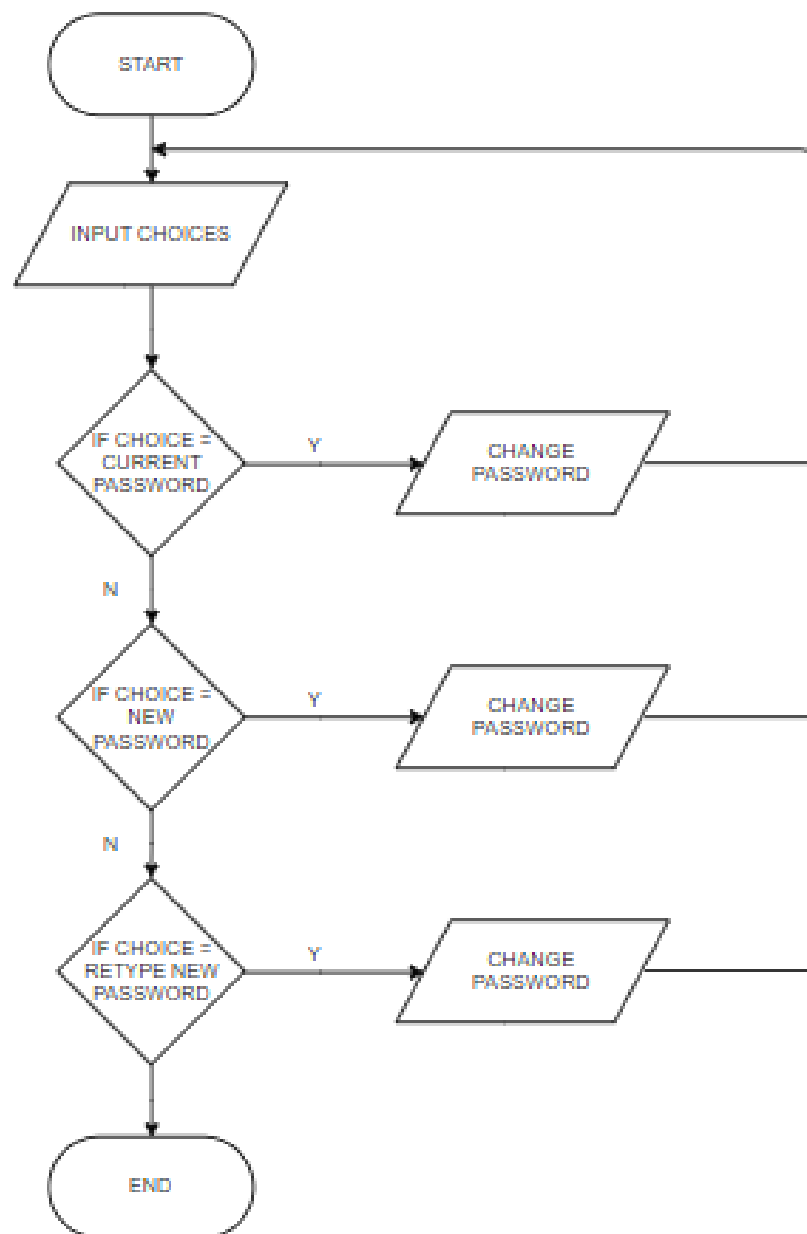 START
INPUT CHOICES
IF CHOICE =
CURRENT
PASSWORD
Y
CHANGE
PASSWORD
N
IF CHOICE =
NEW
PASSWORD
Y
CHANGE
PASSWORD
N
IF CHOICE =
RETYPE NEW
PASSWORD
Y
CHANGE
PASSWORD
END